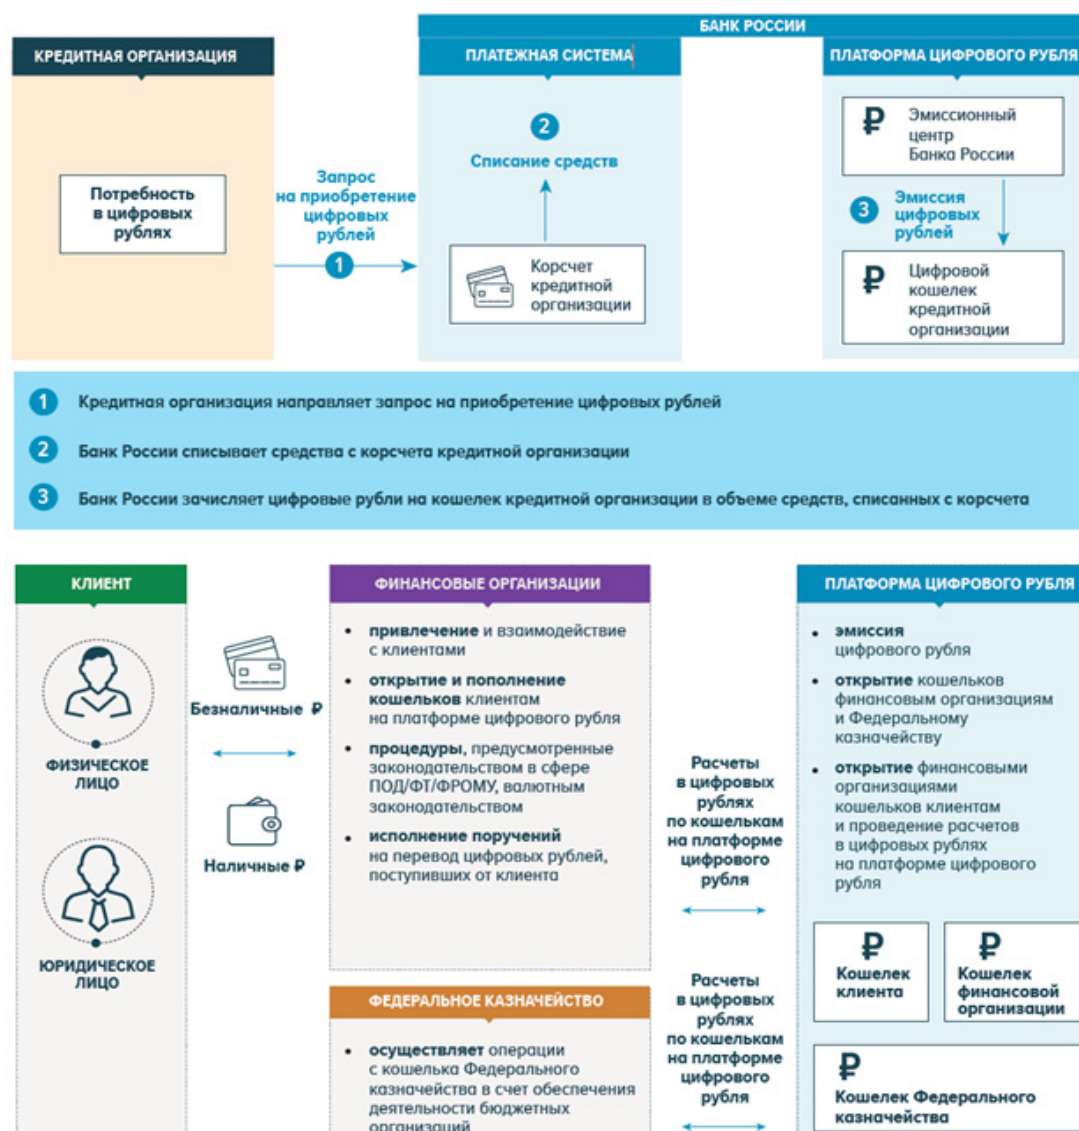 БАНК РОССИИ
КРЕДИТНАЯ ОРГАНИЗАЦИЯ
ПЛАТЕЖНАЯ СИСТЕМА
ПЛАТФОРМА ЦИФРОВОГО РУБЛЯ
Потребность
в цифровых
рублях
Запрос
на приобретение
цифровых
рублей
1
2
Списание средств
Корсчет
кредитной
организации
₽
Эмиссионный
центр
Банка России
3
Эмиссия
цифровых
рублей
₽
Цифровой
кошелек
кредитной
организации
1 Кредитная организация направляет запрос на приобретение цифровых рублей
2 Банк России списывает средства с корсчета кредитной организации
3 Банк России зачисляет цифровые рубли на кошелек кредитной организации в объеме средств, списанных с корсчета
КЛИЕНТ
ФИЗИЧЕСКОЕ
ЛИЦО
ЮРИДИЧЕСКОЕ
ЛИЦО
Безналичные ₽
Наличные ₽
ФИНАНСОВЫЕ ОРГАНИЗАЦИИ
• привлечение и взаимодействие
с клиентами
• открытие и пополнение
кошельков клиентам
на платформе цифрового рубля
• процедуры, предусмотренные
законодательством в сфере
ПОД/ФТ/ФРОМУ, валютным
законодательством
• исполнение поручений
на перевод цифровых рублей,
поступивших от клиента
ФЕДЕРАЛЬНОЕ КАЗНАЧЕЙСТВО
• осуществляет операции
с кошелька Федерального
казначейства в счет обеспечения
деятельности бюджетных
организаций
Расчеты
в цифровых
рублях
по кошелькам
на платформе
цифрового
рубля
Расчеты
в цифровых
рублях
по кошелькам
на платформе
цифрового
рубля
ПЛАТФОРМА ЦИФРОВОГО РУБЛЯ
• эмиссия
цифрового рубля
• открытие кошельков
финансовым организациям
и Федеральному
казначейству
• открытие финансовыми
организациями
кошельков клиентам
и проведение расчетов
в цифровых рублях
на платформе цифрового
рубля
₽
Кошелек
клиента
₽
Кошелек
финансовой
организации
₽
Кошелек Федерального
казначейства